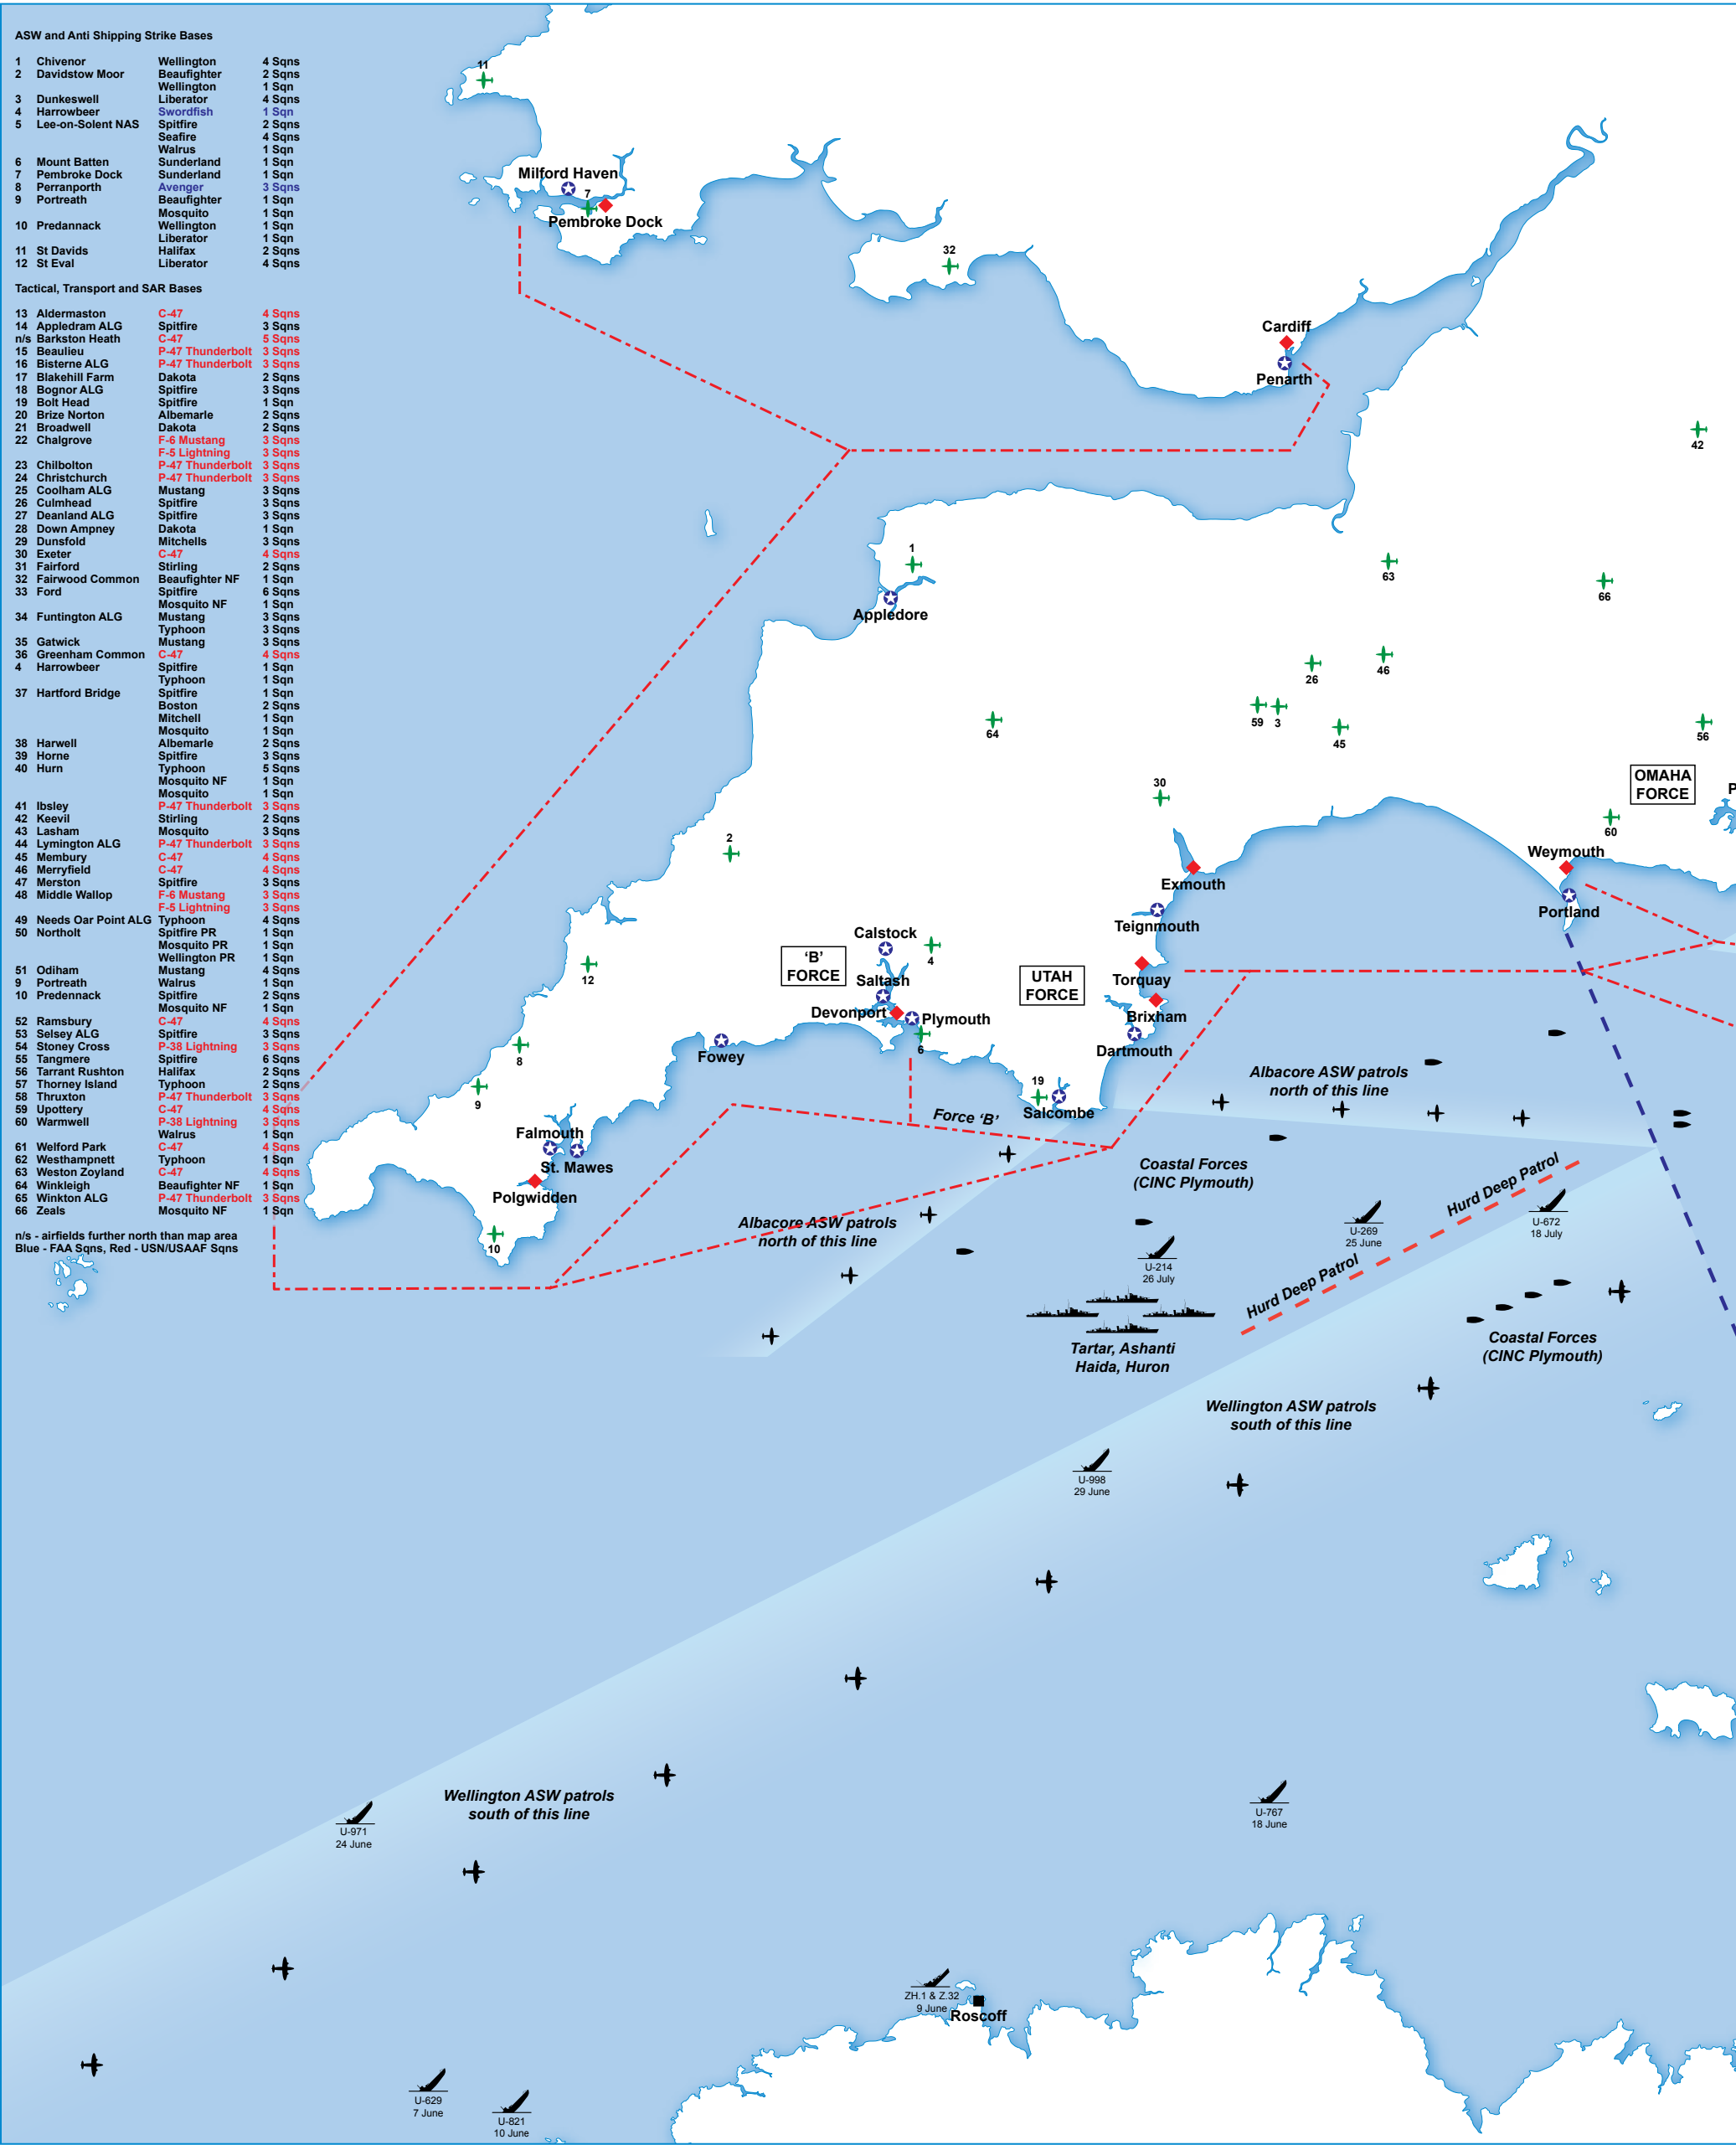 ASW and Anti Shipping Strike Bases
1 Chivenor Wellington 4 Sqns
2 Davidstow Moor Beaufighter 2 Sqns
Wellington 1 Sqn
3 Dunkeswell Liberator 4 Sqns
4 Harrowbeer Swordfish 1 Sqn
5 Lee-on-Solent NAS Spitfire 2 Sqns
Seafire 4 Sqns
Walrus 1 Sqn
6 Mount Batten Sunderland 1 Sqn
7 Pembroke Dock Sunderland 1 Sqn
8 Perranporth Avenger 3 Sqns
9 Portreath Beaufighter 1 Sqn
Mosquito 1 Sqn
10 Predannack Wellington 1 Sqn
Liberator 1 Sqn
11 St Davids Halifax 2 Sqns
12 St Eval Liberator 4 Sqns
Tactical, Transport and SAR Bases
13 Aldermaston C-47 4 Sqns
14 Appledram ALG Spitfire 3 Sqns
n/s Barkston Heath C-47 5 Sqns
15 Beaulieu P-47 Thunderbolt 3 Sqns
16 Bisterne ALG P-47 Thunderbolt 3 Sqns
17 Blakehill Farm Dakota 2 Sqns
18 Bognor ALG Spitfire 3 Sqns
19 Bolt Head Spitfire 1 Sqn
20 Brize Norton Albemarle 2 Sqns
21 Broadwell Dakota 2 Sqns
22 Chalgrove F-6 Mustang 3 Sqns
F-5 Lightning 3 Sqns
23 Chilbolton P-47 Thunderbolt 3 Sqns
24 Christchurch P-47 Thunderbolt 3 Sqns
25 Coolham ALG Mustang 3 Sqns
26 Culmhead Spitfire 3 Sqns
27 Deanland ALG Spitfire 3 Sqns
28 Down Ampney Dakota 1 Sqn
29 Dunsfold Mitchells 3 Sqns
30 Exeter C-47 4 Sqns
31 Fairford Stirling 2 Sqns
32 Fairwood Common Beaufighter NF 1 Sqn
33 Ford Spitfire 6 Sqns
Mosquito NF 1 Sqn
34 Funtington ALG Mustang 3 Sqns
Typhoon 3 Sqns
35 Gatwick Mustang 3 Sqns
36 Greenham Common C-47 4 Sqns
4 Harrowbeer Spitfire 1 Sqn
Typhoon 1 Sqn
37 Hartford Bridge Spitfire 1 Sqn
Boston 2 Sqns
Mitchell 1 Sqn
Mosquito 1 Sqn
38 Harwell Albemarle 2 Sqns
39 Horne Spitfire 3 Sqns
40 Hurn Typhoon 5 Sqns
Mosquito NF 1 Sqn
Mosquito 1 Sqn
41 Ibsley P-47 Thunderbolt 3 Sqns
42 Keevil Stirling 2 Sqns
43 Lasham Mosquito 3 Sqns
44 Lymington ALG P-47 Thunderbolt 3 Sqns
45 Membury C-47 4 Sqns
46 Merryfield C-47 4 Sqns
47 Merston Spitfire 3 Sqns
48 Middle Wallop F-6 Mustang 3 Sqns
F-5 Lightning 3 Sqns
49 Needs Oar Point ALG Typhoon 4 Sqns
50 Northolt Spitfire PR 1 Sqn
Mosquito PR 1 Sqn
Wellington PR 1 Sqn
51 Odiham Mustang 4 Sqns
9 Portreath Walrus 1 Sqn
10 Predennack Spitfire 2 Sqns
Mosquito NF 1 Sqn
52 Ramsbury C-47 4 Sqns
53 Selsey ALG Spitfire 3 Sqns
54 Stoney Cross P-38 Lightning 3 Sqns
55 Tangmere Spitfire 6 Sqns
56 Tarrant Rushton Halifax 2 Sqns
57 Thorney Island Typhoon 2 Sqns
58 Thruxton P-47 Thunderbolt 3 Sqns
59 Upottery C-47 4 Sqns
60 Warmwell P-38 Lightning 3 Sqns
Walrus 1 Sqn
61 Welford Park C-47 4 Sqns
62 Westhampnett Typhoon 1 Sqn
63 Weston Zoyland C-47 4 Sqns
64 Winkleigh Beaufighter NF 1 Sqn
65 Winkton ALG P-47 Thunderbolt 3 Sqns
66 Zeals Mosquito NF 1 Sqn
n/s - airfields further north than map area
Blue - FAA Sqns, Red - USN/USAAF Sqns
11
Milford Haven
7
Pembroke Dock
32
Cardiff
Penarth
42
1
Appledore
63
66
26
46
64
59 3
45
56
OMAHA
FORCE
P
30
60
2
Weymouth
Exmouth
Portland
Teignmouth
Calstock
4
'B'
FORCE
12
Saltash
UTAH
FORCE
Torquay
Devonport
Plymouth
Brixham
6
Dartmouth
8
Fowey
9
19
Salcombe
Force 'B'
Albacore ASW patrols
north of this line
Falmouth
St. Mawes
Polgwidden
10
Coastal Forces
(CINC Plymouth)
Hurd Deep Patrol
Albacore ASW patrols
north of this line
U-269
25 June
U-672
18 July
U-214
26 July
Hurd Deep Patrol
Tartar, Ashanti
Haida, Huron
Coastal Forces
(CINC Plymouth)
Wellington ASW patrols
south of this line
U-998
29 June
Wellington ASW patrols
south of this line
U-971
24 June
U-767
18 June
ZH.1 & Z.32
9 June
Roscoff
U-629
7 June
U-821
10 June